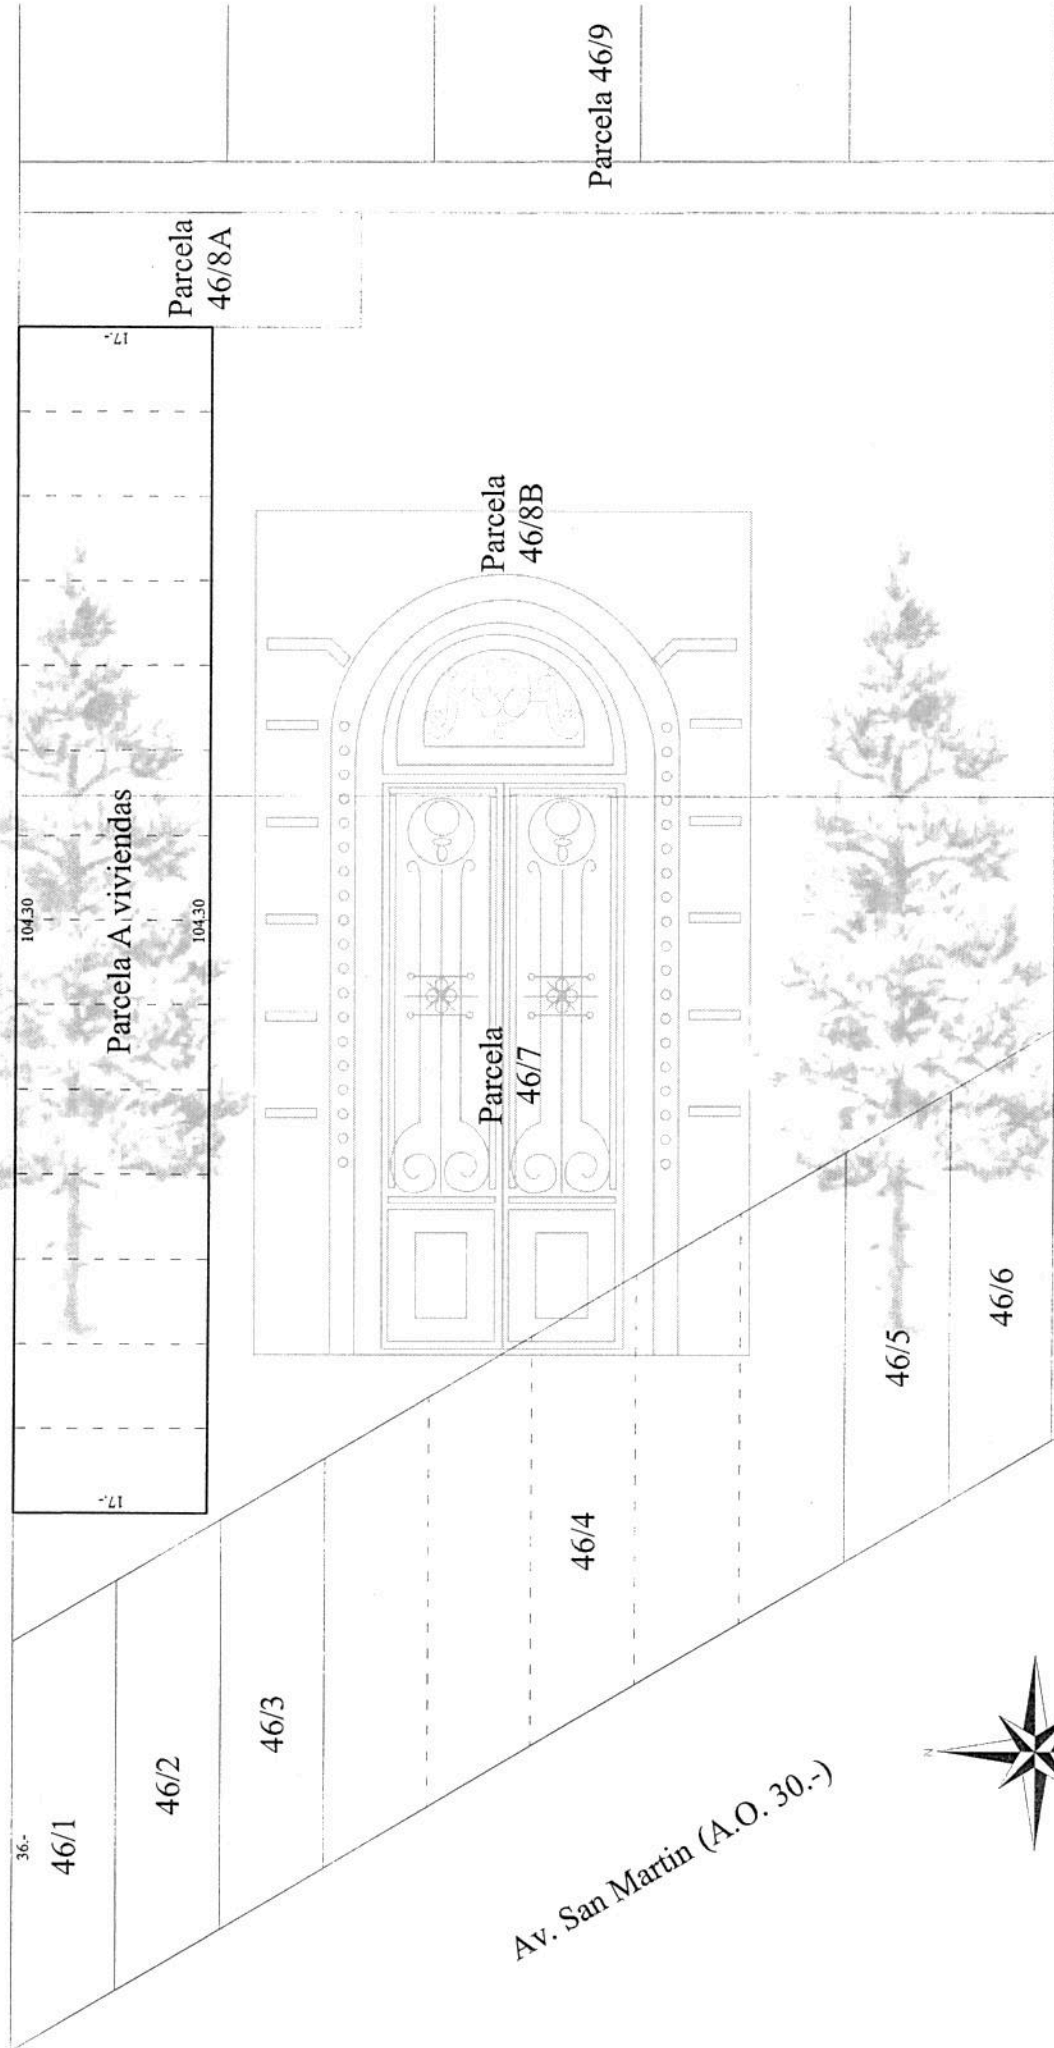 Parcela 46/9
Parcela
46/8A
17.-
Parcela
46/8B
104.30
Parcela A viviendas
104.30
Parcela
46/7
17.-
46/6
46/5
46/4
46/3
46/2
36.-
46/1
Av. San Martin (A.O. 30.-)
N